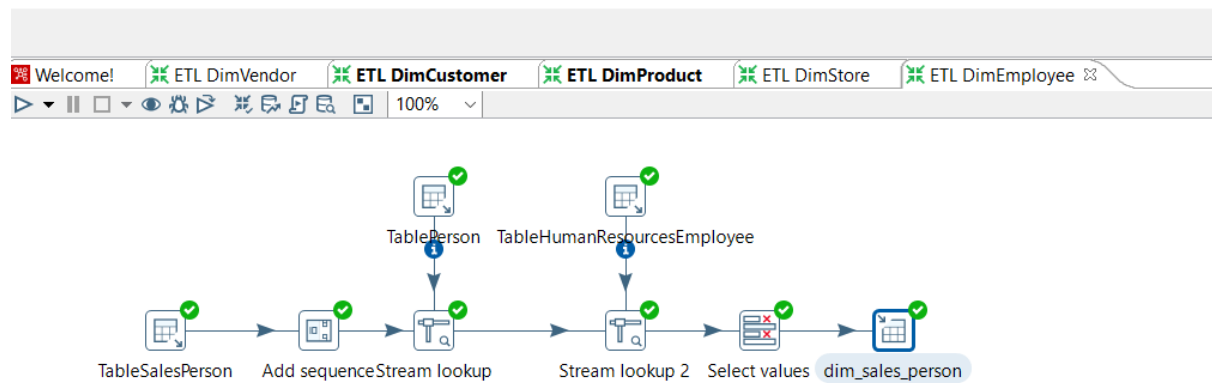 Welcome! ETL DimVendor ETL DimCustomer ETL DimProduct ETL DimStore ETL DimEmployee
100%
TablePerson TableHumanResourcesEmployee
TableSalesPerson Add sequence Stream lookup Stream lookup 2 Select values dim_sales_person